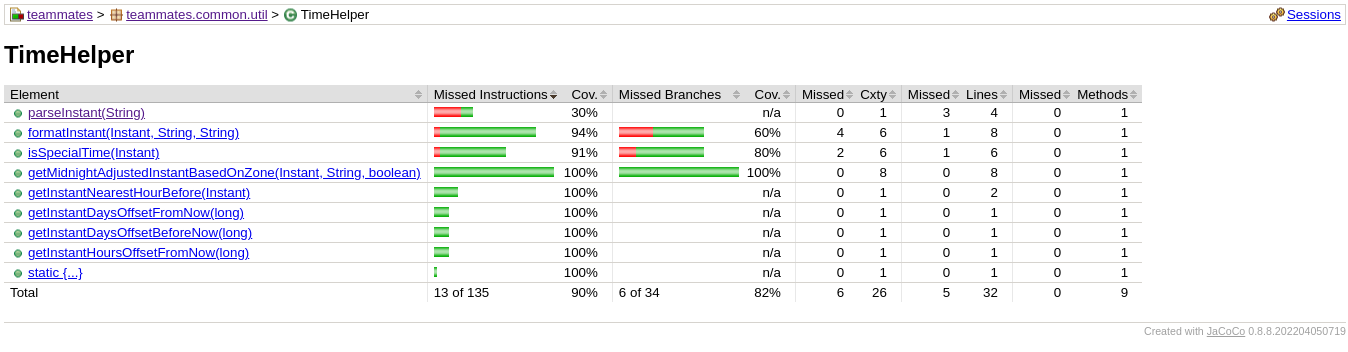 teammates > teammates.common.util > TimeHelper Sessions
TimeHelper
Element Missed Instructions Cov. Missed Branches Cov. Missed Cxty Missed Lines Missed Methods
parseInstant(String) 30% n/a 0 1 3 4 0 1
formatInstant(Instant, String, String) 94% 60% 4 6 1 8 0 1
isSpecialTime(Instant) 91% 80% 2 6 1 6 0 1
getMidnightAdjustedInstantBasedOnZone(Instant, String, boolean) 100% 100% 0 8 0 8 0 1
getInstantNearestHourBefore(Instant) 100% n/a 0 1 0 2 0 1
getInstantDaysOffsetFromNow(long) 100% n/a 0 1 0 1 0 1
getInstantDaysOffsetBeforeNow(long) 100% n/a 0 1 0 1 0 1
getInstantHoursOffsetFromNow(long) 100% n/a 0 1 0 1 0 1
static {...} 100% n/a 0 1 0 1 0 1
Total 13 of 135 90% 6 of 34 82% 6 26 5 32 0 9
Created with JaCoCo 0.8.8.202204050719